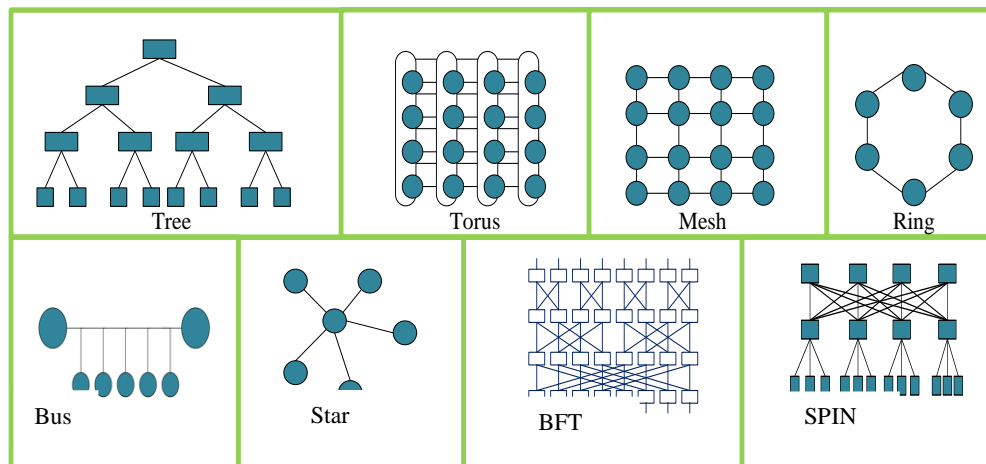 Tree
Torus
Mesh
Ring
Bus
Star
BFT
SPIN